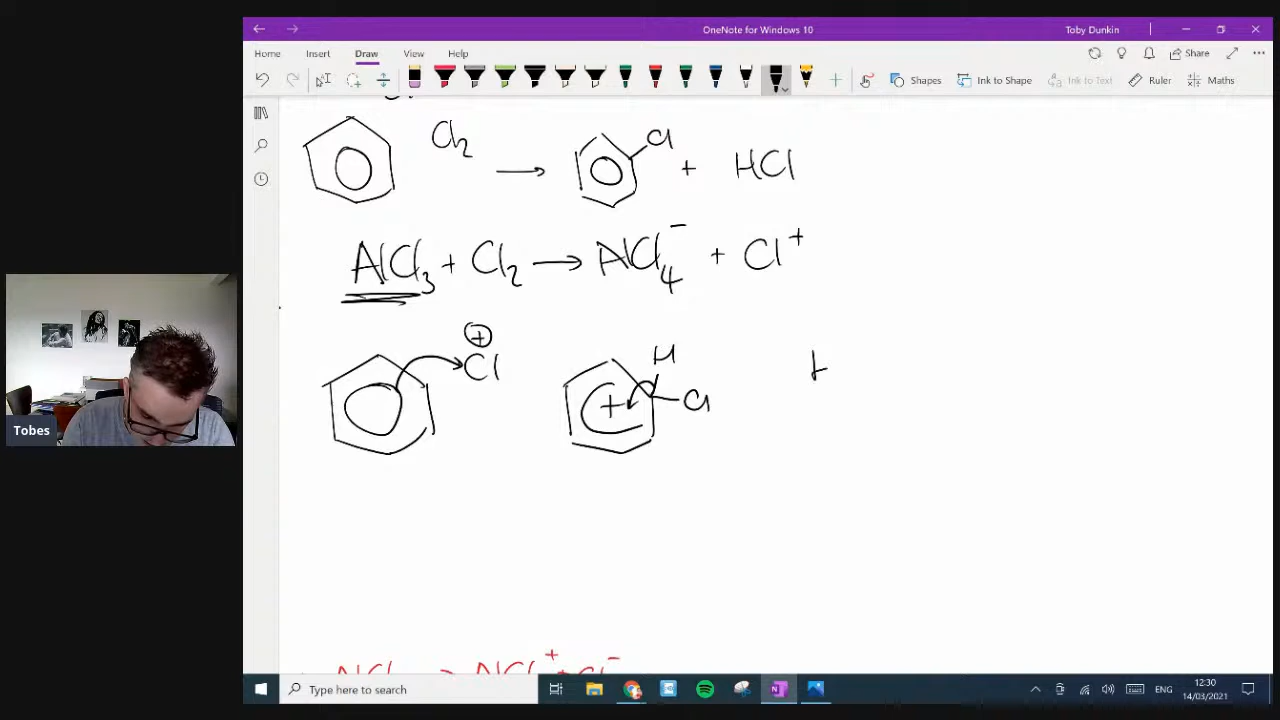 OneNote for Windows 10
Toby Dunkin
Home Insert Draw View Help
Share
Shapes Ink to Shape Ink to Text Ruler Maths
Cl2 → Cl + HCl
AlCl3 + Cl2 → AlCl4- + Cl+
+
Cl
H
+ Cl
Tobes
Type here to search
ENG
12:30
14/03/2021